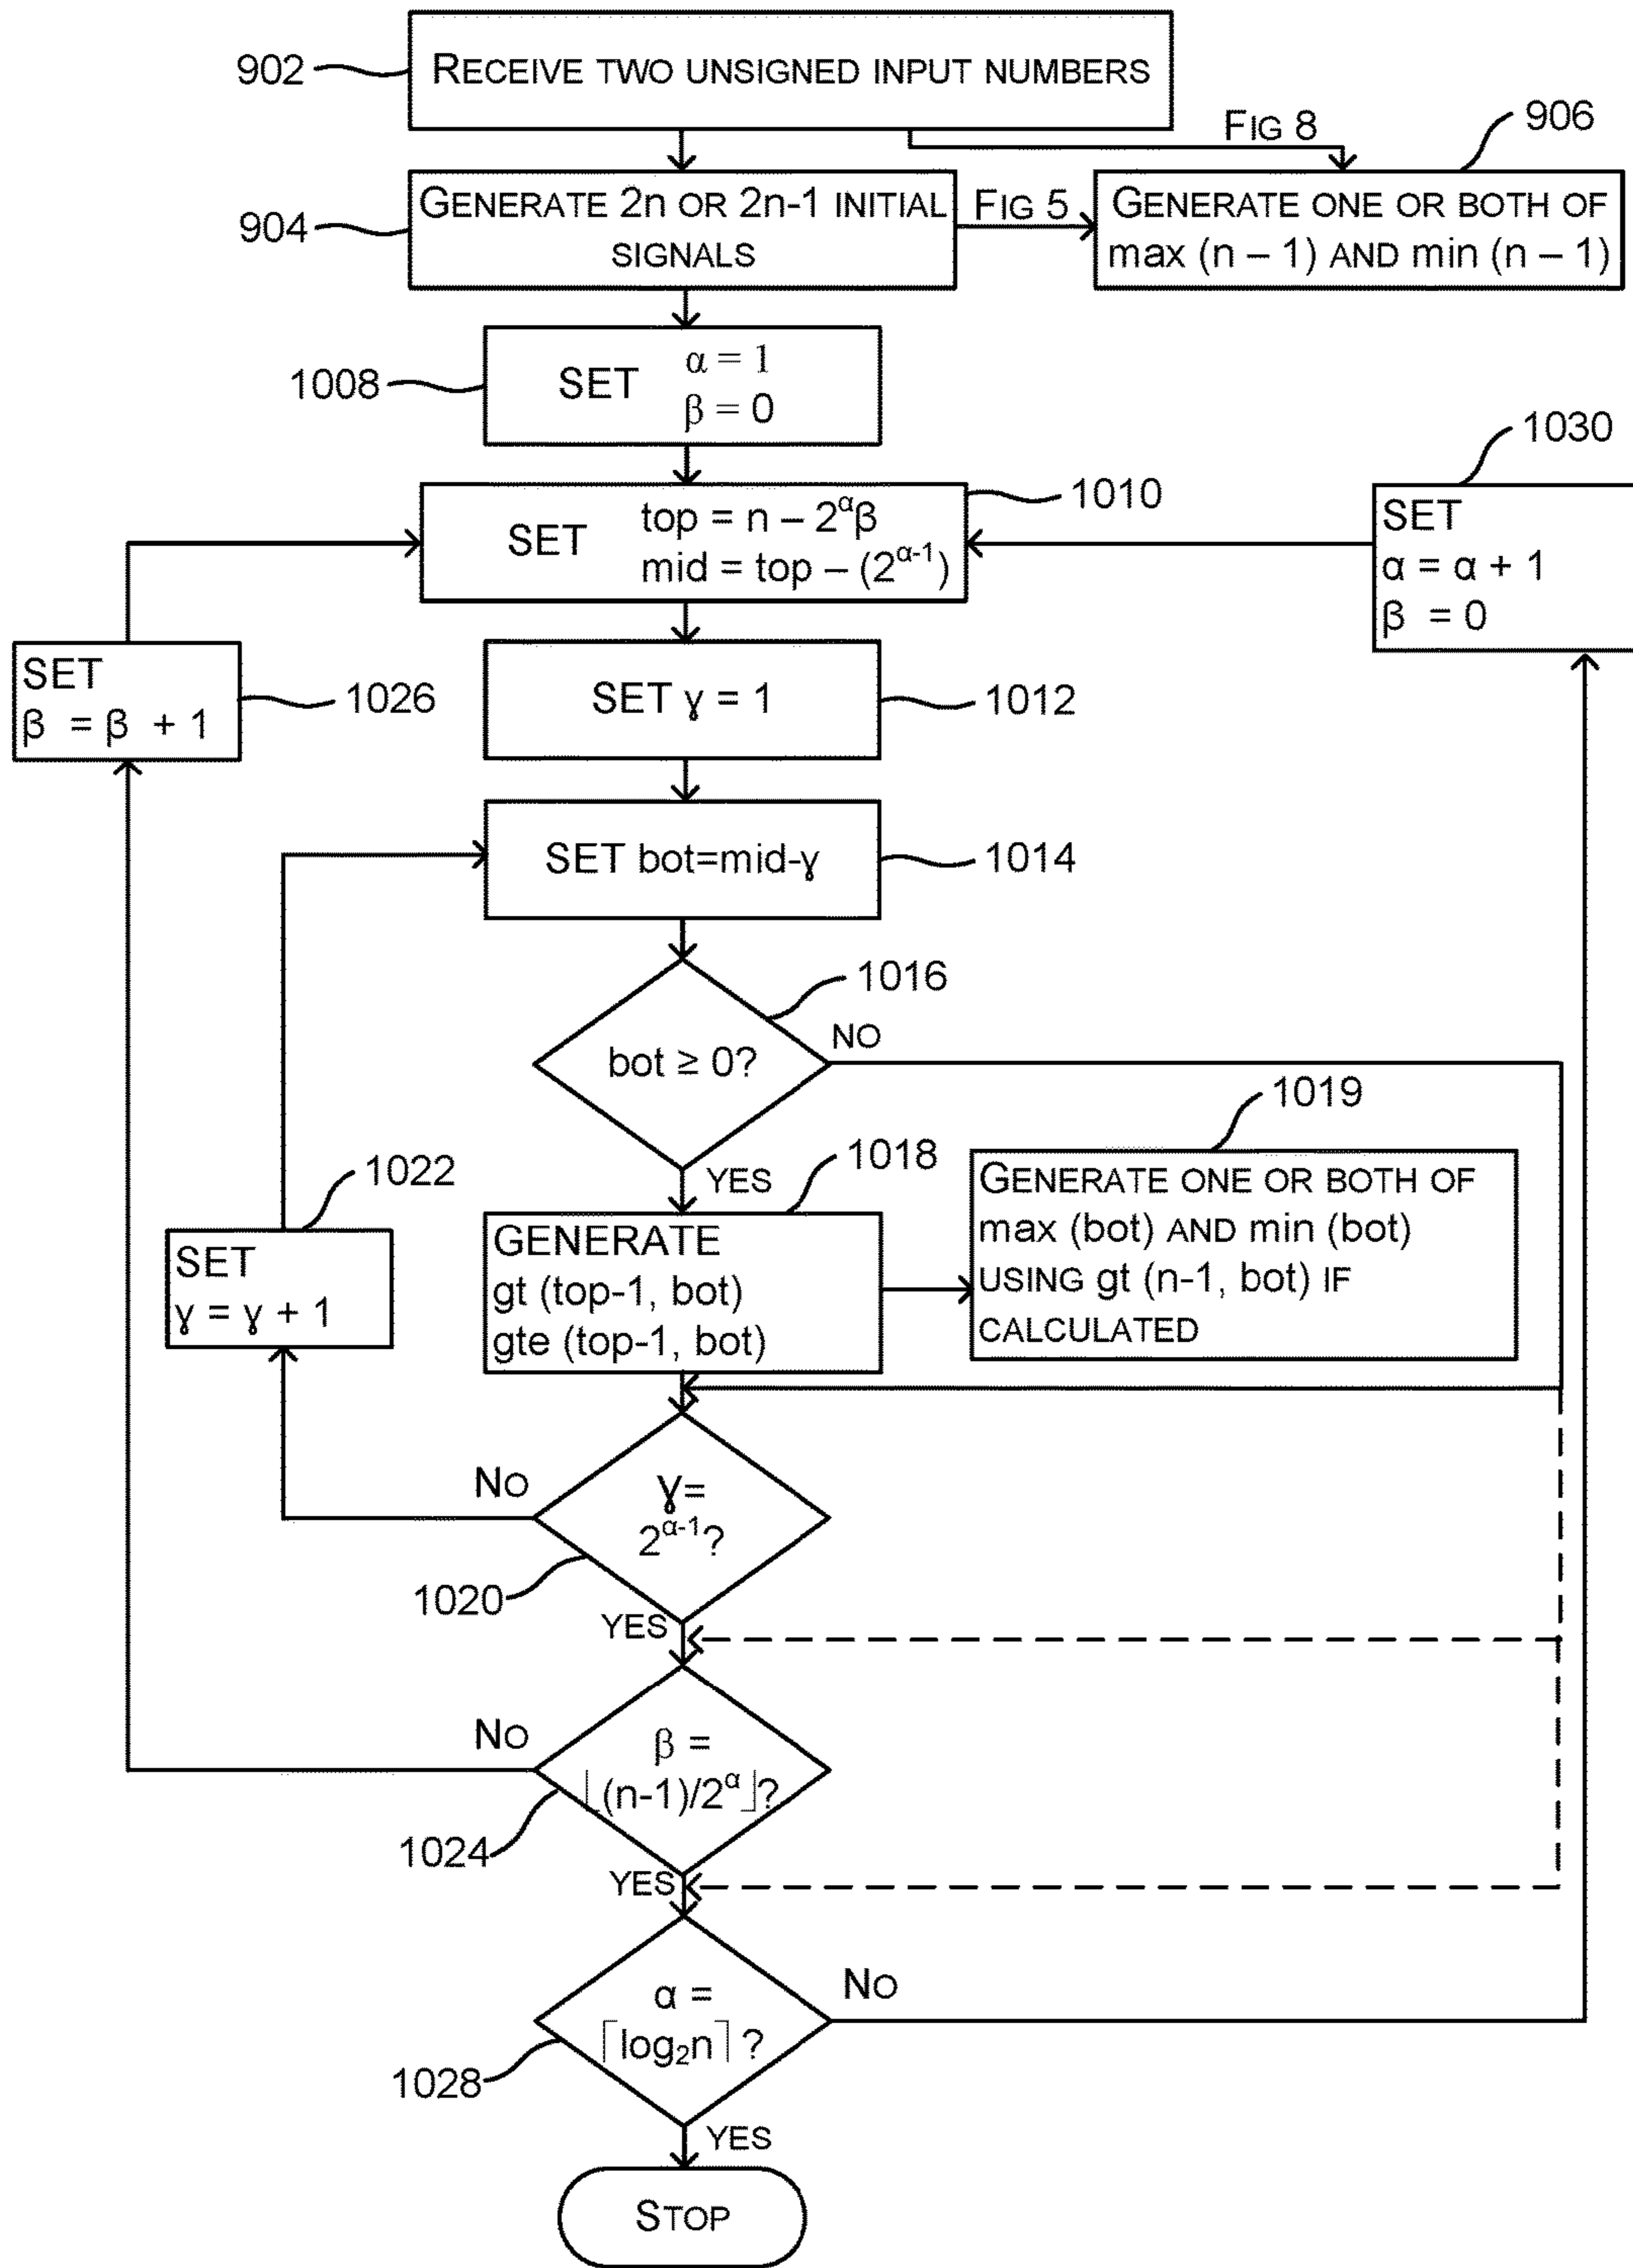 902
RECEIVE TWO UNSIGNED INPUT NUMBERS
FIG 8
906
904
GENERATE 2n OR 2n-1 INITIAL
SIGNALS
FIG 5
GENERATE ONE OR BOTH OF
max (n – 1) AND min (n – 1)
1008
SET
α = 1
β = 0
1030
1010
SET
top = n – 2^αβ
mid = top – (2^α-1)
SET
α = α + 1
β = 0
SET
β = β + 1
1026
SET γ = 1
1012
SET bot=mid-γ
1014
1016
bot ≥ 0?
NO
YES
1018
1019
1022
SET
γ = γ + 1
GENERATE
gt (top-1, bot)
gte (top-1, bot)
GENERATE ONE OR BOTH OF
max (bot) AND min (bot)
USING gt (n-1, bot) IF
CALCULATED
NO
γ=
2^α-1?
1020
YES
NO
β =
⌊(n-1)/2^α⌋?
1024
YES
α =
⌈log₂n⌉?
NO
1028
YES
STOP